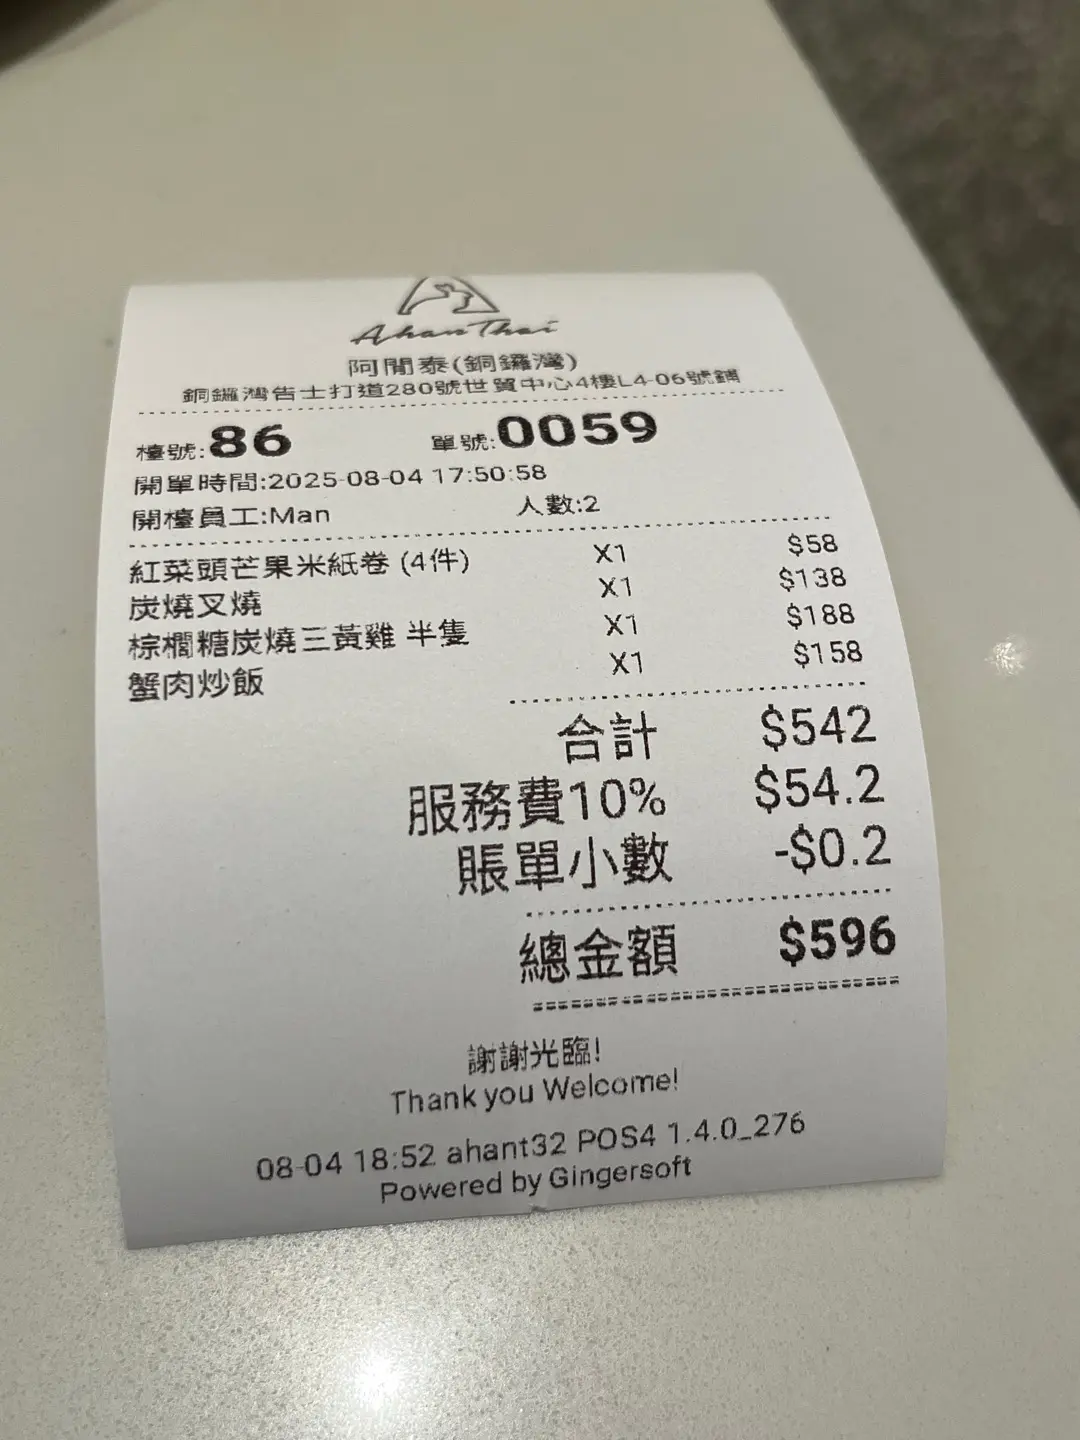 Ahan Thai
阿閒泰(銅鑼灣)
銅鑼灣告士打道280號世貿中心4樓L4-06號鋪
檯號:86 單號:0059
開單時間:2025-08-04 17:50:58
開檯員工:Man 人數:2
紅菜頭芒果米紙卷 (4件) X1 $58
炭燒叉燒 X1 $138
棕櫚糖炭燒三黃雞 半隻 X1 $188
蟹肉炒飯 X1 $158
合計 $542
服務費10% $54.2
賬單小數 -$0.2
總金額 $596
謝謝光臨!
Thank you Welcome!
08-04 18:52 ahant32 POS4 1.4.0_276
Powered by Gingersoft